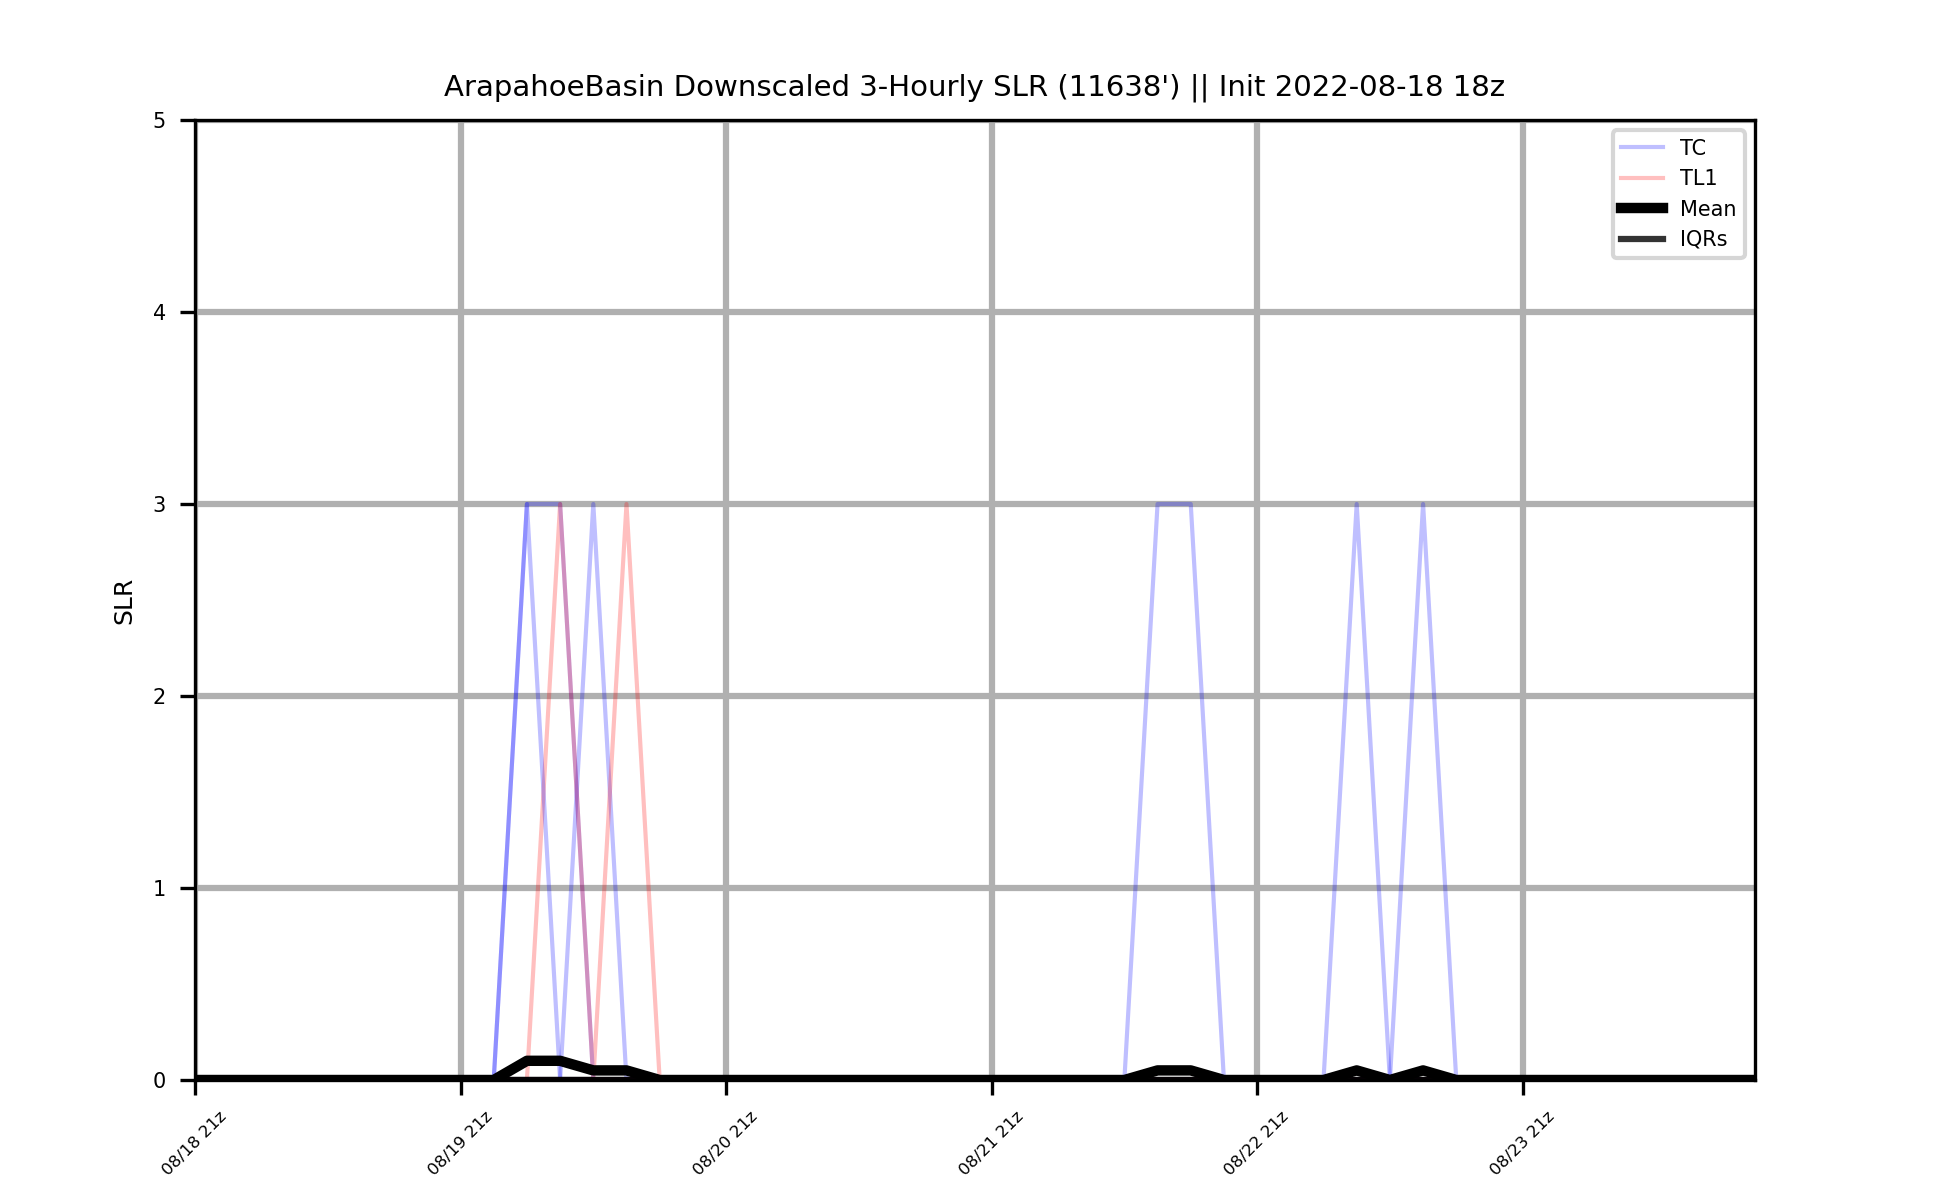 ArapahoeBasin Downscaled 3-Hourly SLR (11638') || Init 2022-08-18 18z
5
4
3
2
1
0
SLR
TC
TL1
Mean
IQRs
08/18 21z
08/19 21z
08/20 21z
08/21 21z
08/22 21z
08/23 21z